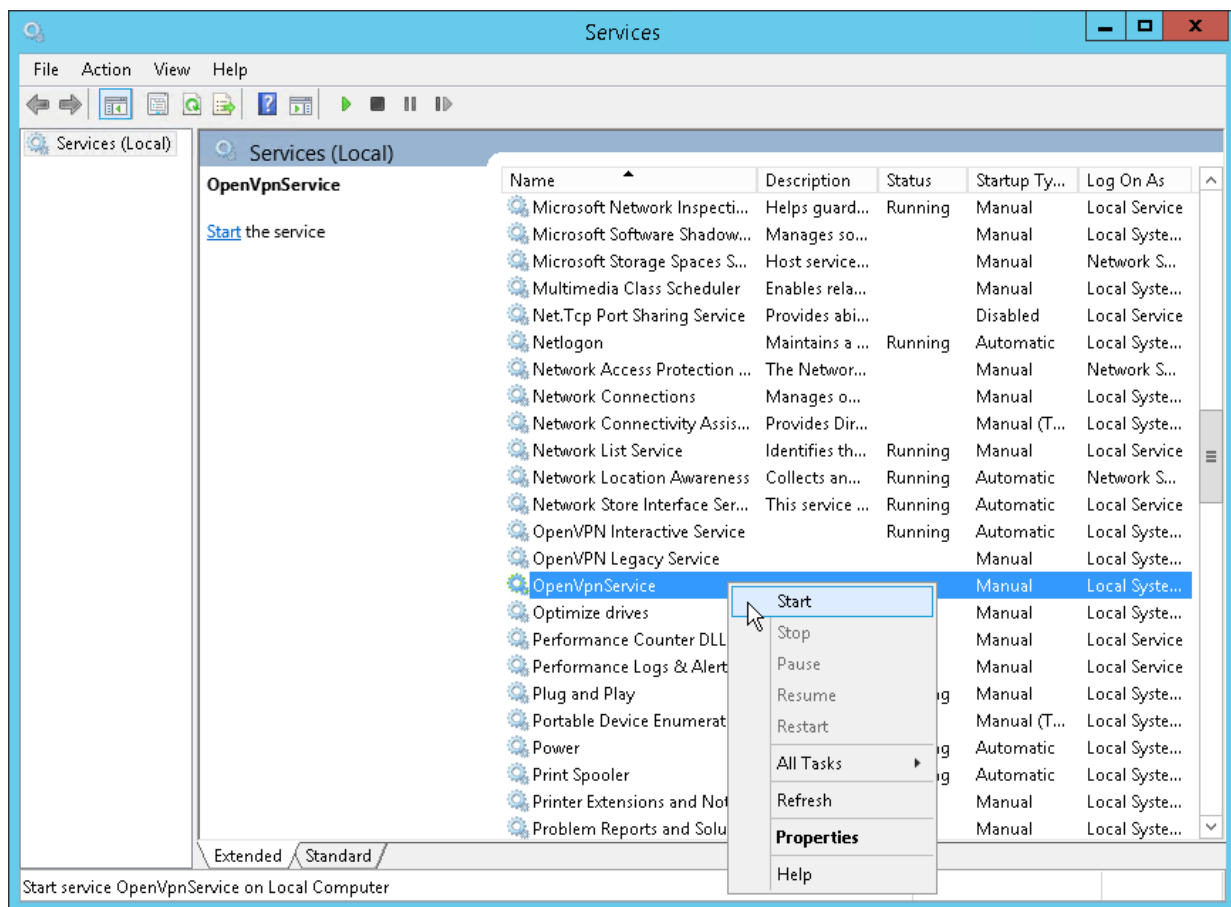 Services
File Action View Help
Services (Local)
Services (Local)
OpenVpnService
Start the service
Name Description Status Startup Ty... Log On As
Microsoft Network Inspecti... Helps guard... Running Manual Local Service
Microsoft Software Shadow... Manages so... Manual Local Syste...
Microsoft Storage Spaces S... Host service... Manual Network S...
Multimedia Class Scheduler Enables rela... Manual Local Syste...
Net.Tcp Port Sharing Service Provides abi... Disabled Local Service
Netlogon Maintains a ... Running Automatic Local Syste...
Network Access Protection ... The Networ... Manual Network S...
Network Connections Manages o... Manual Local Syste...
Network Connectivity Assis... Provides Dir... Manual (T... Local Syste...
Network List Service Identifies th... Running Manual Local Service
Network Location Awareness Collects an... Running Automatic Network S...
Network Store Interface Ser... This service ... Running Automatic Local Service
OpenVPN Interactive Service Running Automatic Local Syste...
OpenVPN Legacy Service Manual Local Syste...
OpenVpnService Manual Local Syste...
Optimize drives Manual Local Syste...
Performance Counter DLL Manual Local Service
Performance Logs & Alert Manual Local Service
Plug and Play g Manual Local Syste...
Portable Device Enumerat Manual (T... Local Syste...
Power g Automatic Local Syste...
Print Spooler g Automatic Local Syste...
Printer Extensions and Not Manual Local Syste...
Problem Reports and Solu Manual Local Syste...
Start
Stop
Pause
Resume
Restart
All Tasks
Refresh
Properties
Help
Extended Standard
Start service OpenVpnService on Local Computer